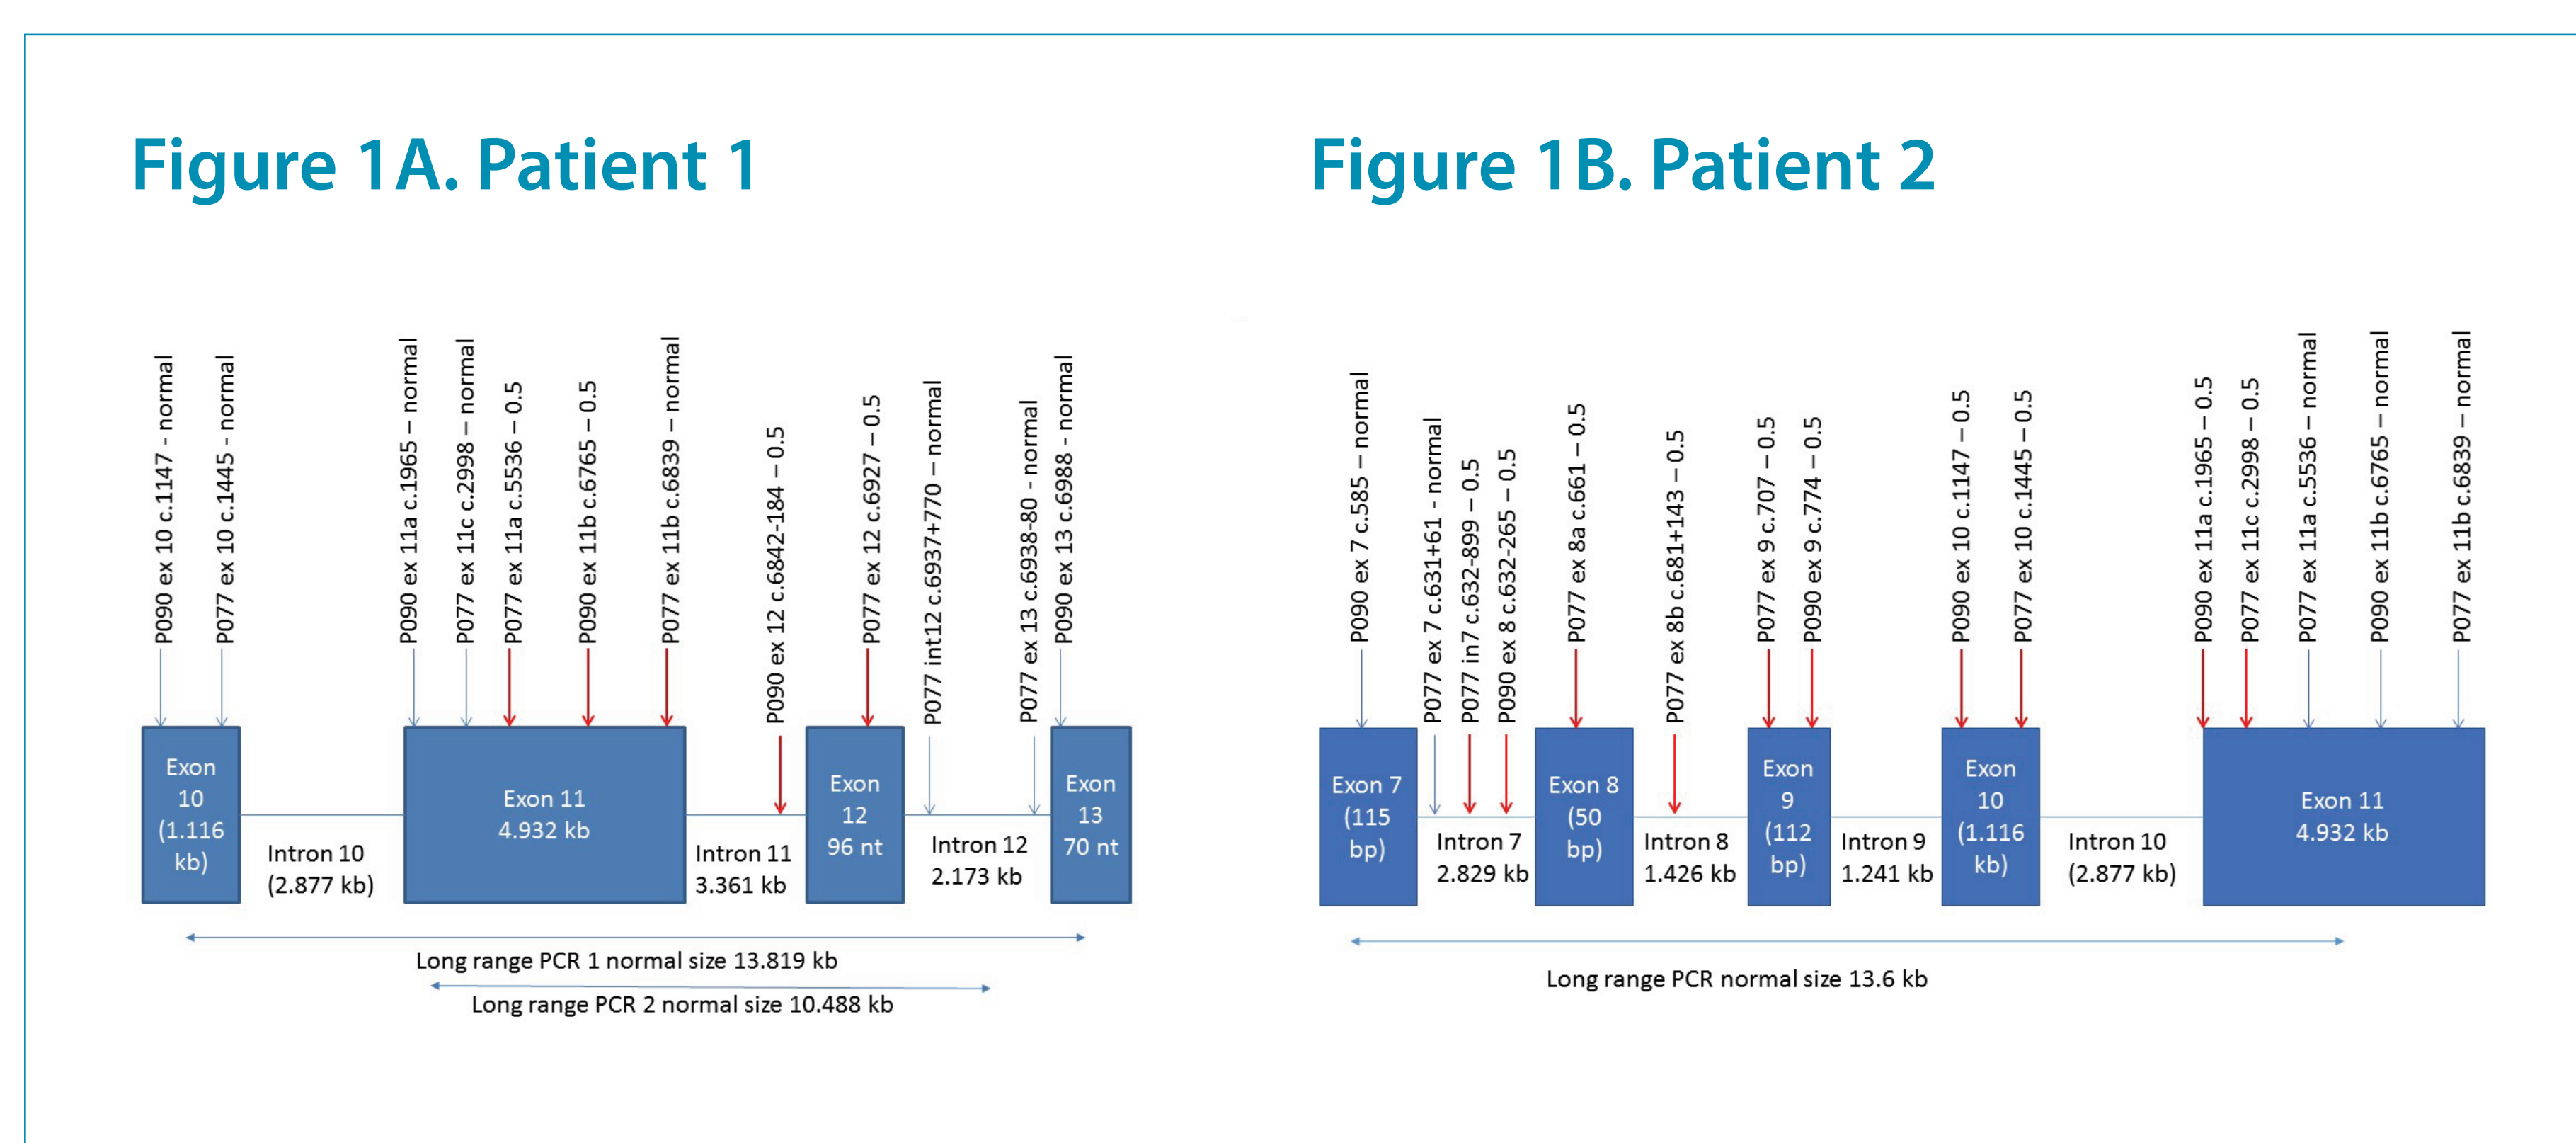 Figure 1A. Patient 1
P090 ex 10 c.1147 - normal
P077 ex 10 c.1445 - normal
P090 ex 11a c.1965 – normal
P077 ex 11c c.2998 – normal
P077 ex 11a c.5536 – 0.5
P090 ex 11b c.6765 – 0.5
P077 ex 11b c.6839 – normal
P090 ex 12 c.6842-184 – 0.5
P077 ex 12 c.6927 – 0.5
P077 int12 c.6937+770 – normal
P077 ex 13 c.6938-80 - normal
P090 ex 13 c.6988 - normal
Exon
10
(1.116
kb)
Intron 10
(2.877 kb)
Exon 11
4.932 kb
Intron 11
3.361 kb
Exon
12
96 nt
Intron 12
2.173 kb
Exon
13
70 nt
Long range PCR 1 normal size 13.819 kb
Long range PCR 2 normal size 10.488 kb
Figure 1B. Patient 2
P090 ex 7 c.585 – normal
P077 ex 7 c.631+61 - normal
P077 in7 c.632-899 – 0.5
P090 ex 8 c.632-265 – 0.5
P077 ex 8a c.661 – 0.5
P077 ex 8b c.681+143 – 0.5
P077 ex 9 c.707 – 0.5
P090 ex 9 c.774 – 0.5
P090 ex 10 c.1147 – 0.5
P077 ex 10 c.1445 – 0.5
P090 ex 11a c.1965 – 0.5
P077 ex 11c c.2998 – 0.5
P077 ex 11a c.5536 – normal
P090 ex 11b c.6765 – normal
P077 ex 11b c.6839 – normal
Exon 7
(115
bp)
Intron 7
2.829 kb
Exon 8
(50
bp)
Intron 8
1.426 kb
Exon
9
(112
bp)
Intron 9
1.241 kb
Exon
10
(1.116
kb)
Intron 10
(2.877 kb)
Exon 11
4.932 kb
Long range PCR normal size 13.6 kb